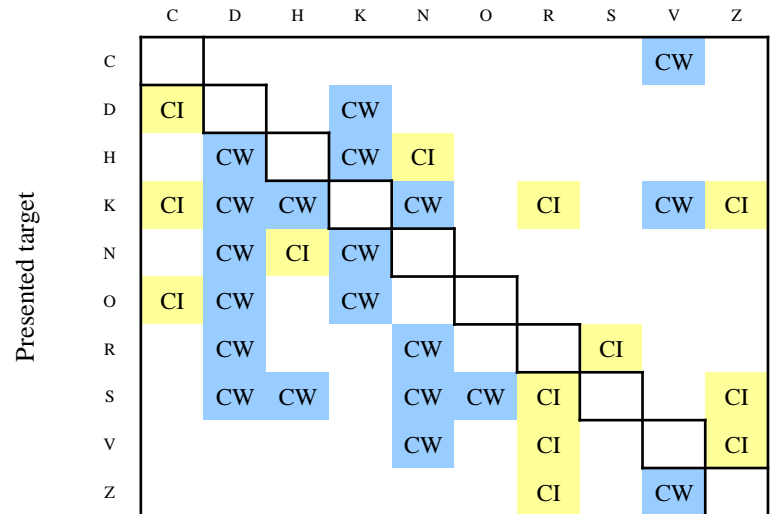 C D H K N O R S V Z
Presented target
C CW
D CI CW
H CW CW CI
K CI CW CW CW CI CW CI
N CW CI CW
O CI CW CW
R CW CW CI
S CW CW CW CW CI CI
V CW CI CI
Z CI CW